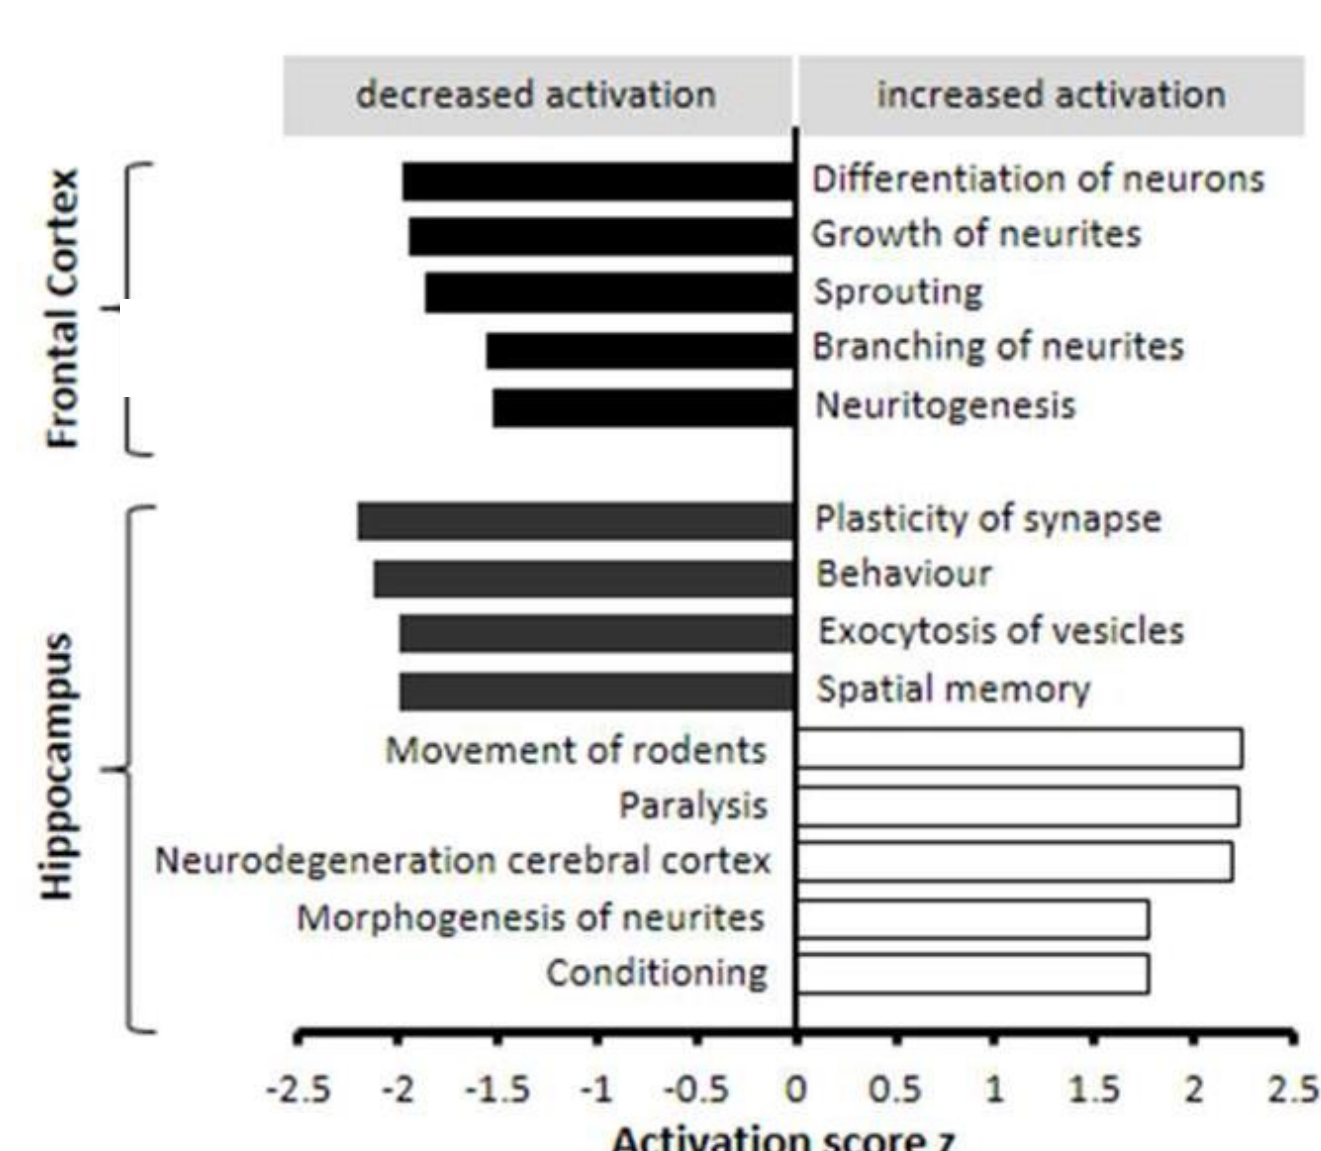 decreased activation
increased activation
Frontal Cortex
Differentiation of neurons
Growth of neurites
Sprouting
Branching of neurites
Neuritogenesis
Hippocampus
Plasticity of synapse
Behaviour
Exocytosis of vesicles
Spatial memory
Movement of rodents
Paralysis
Neurodegeneration cerebral cortex
Morphogenesis of neurites
Conditioning
-2.5 -2 -1.5 -1 -0.5 0 0.5 1 1.5 2 2.5
Activation score z